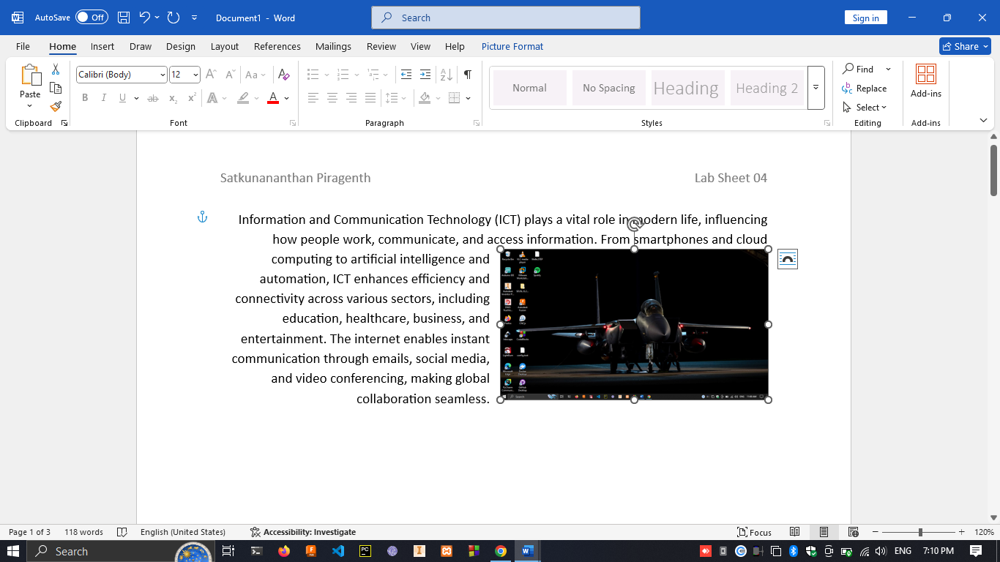 AutoSave Off Document1 - Word Search Sign in
File Home Insert Draw Design Layout References Mailings Review View Help Picture Format Share
Calibri (Body) 12 Aa
Paste B I U ab x₂ x² A A Normal No Spacing Heading Heading 2 Find Replace Select Add-ins
Clipboard Font Paragraph Styles Editing Add-ins
Satkunananthan Piragenth Lab Sheet 04
Information and Communication Technology (ICT) plays a vital role in modern life, influencing
how people work, communicate, and access information. From smartphones and cloud
computing to artificial intelligence and
automation, ICT enhances efficiency and
connectivity across various sectors, including
education, healthcare, business, and
entertainment. The internet enables instant
communication through emails, social media,
and video conferencing, making global
collaboration seamless.
Page 1 of 3 118 words English (United States) Accessibility: Investigate Focus 120%
Search ENG 7:10 PM